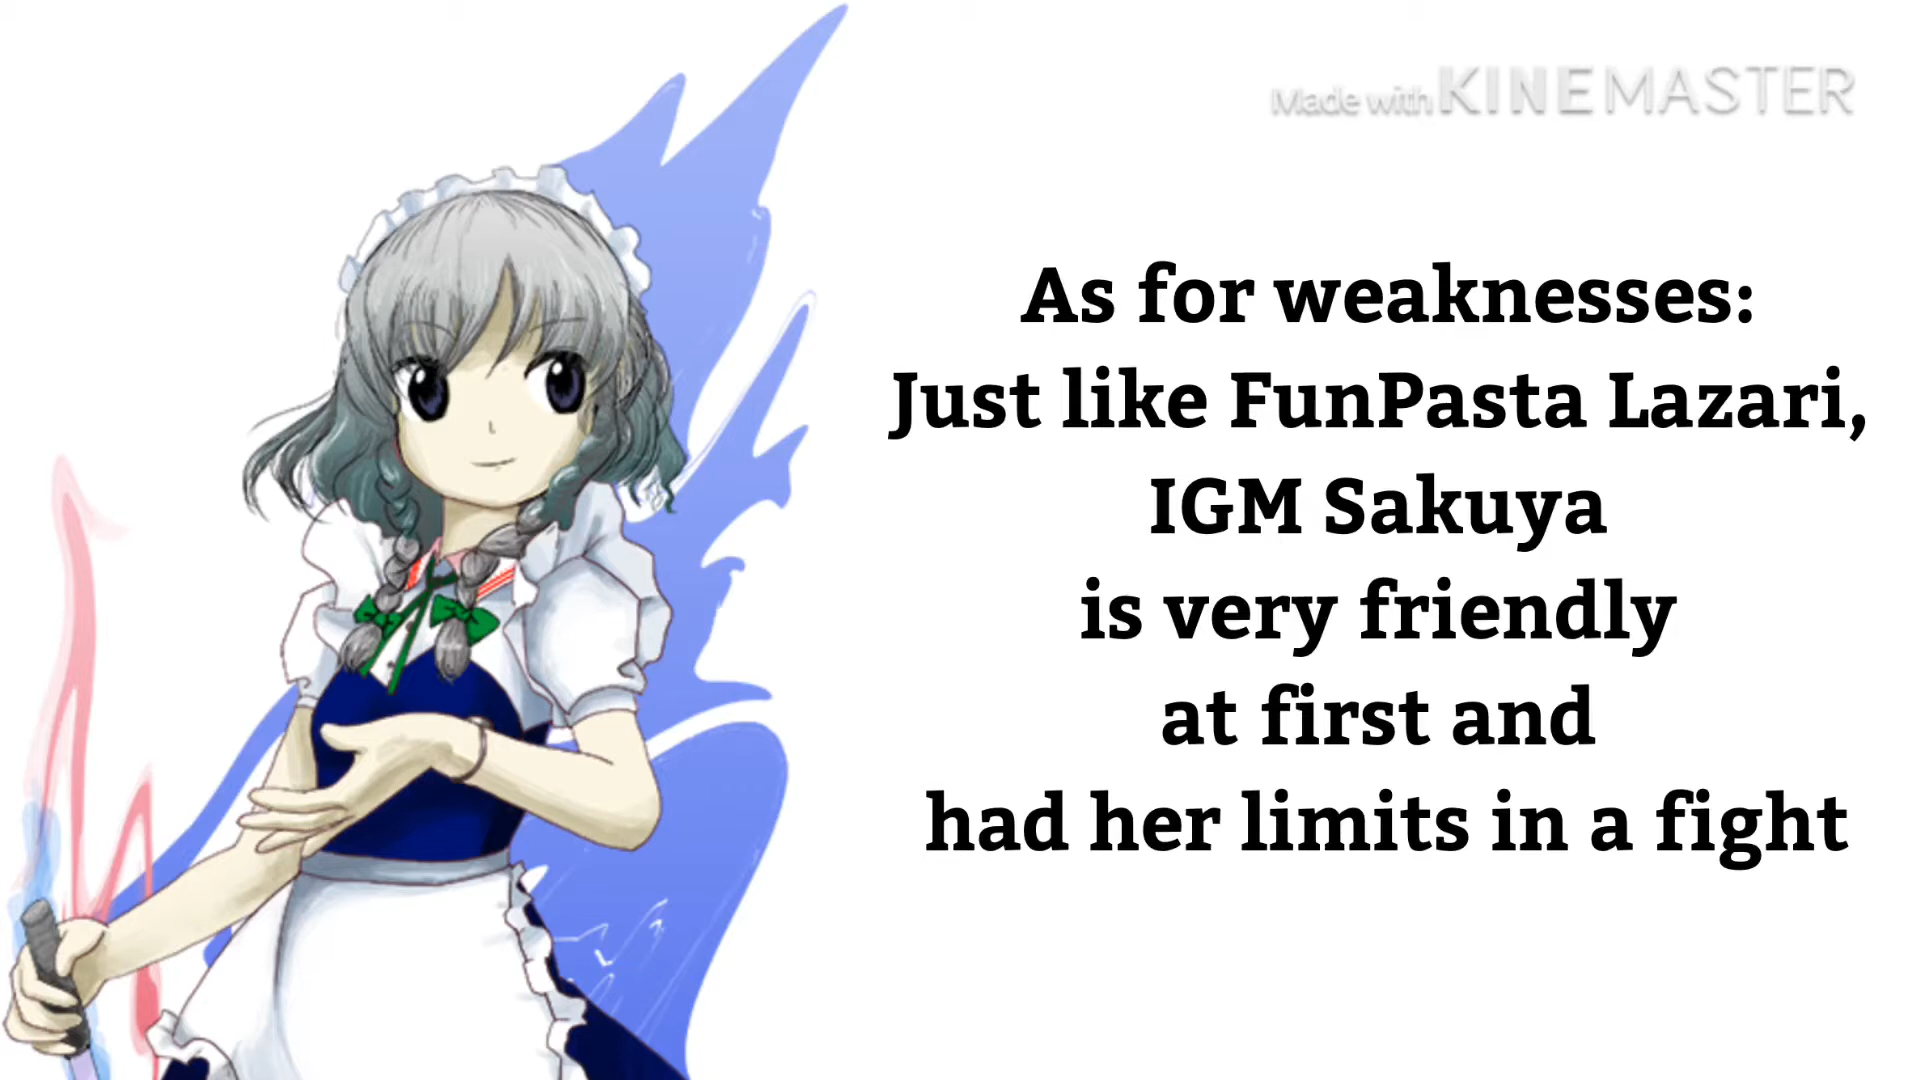 Made with KINEMASTER
As for weaknesses:
Just like FunPasta Lazari,
IGM Sakuya
is very friendly
at first and
had her limits in a fight